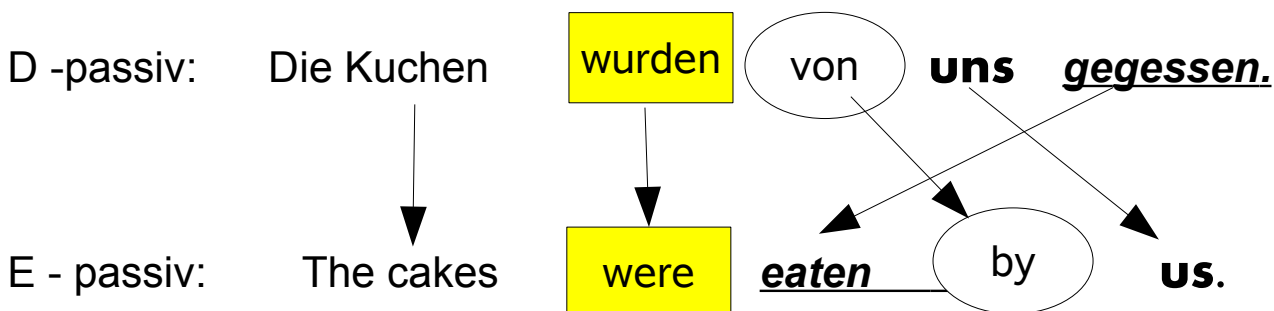 D -passiv: Die Kuchen wurden von uns gegessen.
E - passiv: The cakes were eaten by us.